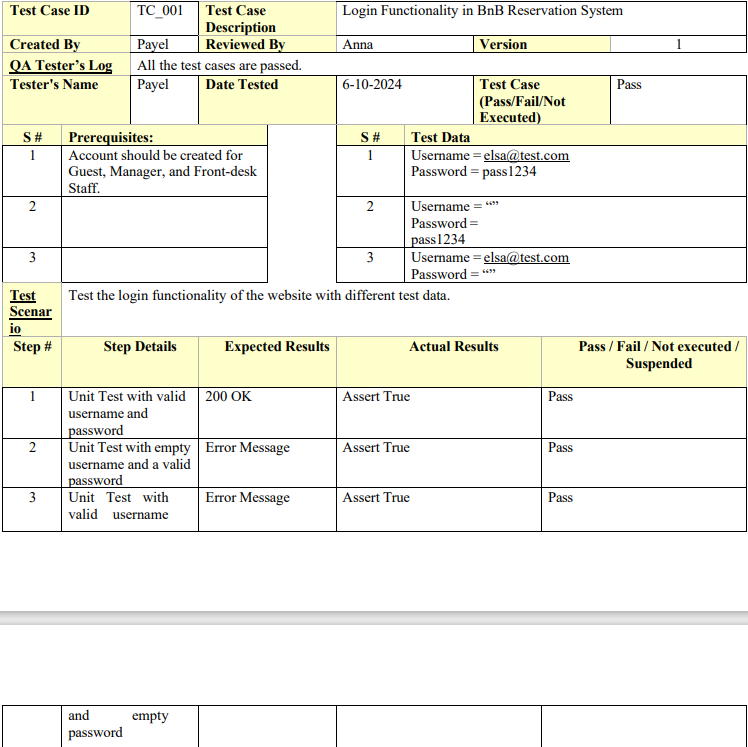 Test Case ID TC_001 Test Case Description Login Functionality in BnB Reservation System
Created By Payel Reviewed By Anna Version 1
QA Tester’s Log All the test cases are passed.
Tester's Name Payel Date Tested 6-10-2024 Test Case (Pass/Fail/Not Executed) Pass
S # Prerequisites: S # Test Data
1 Account should be created for Guest, Manager, and Front-desk Staff. 1 Username = elsa@test.com Password = pass1234
2 2 Username = “” Password = pass1234
3 3 Username = elsa@test.com Password = “”
Test Scenar io Test the login functionality of the website with different test data.
Step # Step Details Expected Results Actual Results Pass / Fail / Not executed / Suspended
1 Unit Test with valid username and password 200 OK Assert True Pass
2 Unit Test with empty username and a valid password Error Message Assert True Pass
3 Unit Test with valid username Error Message Assert True Pass
and empty password